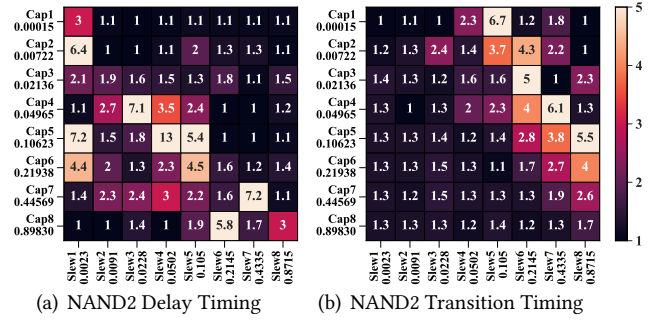 (a)
(b)
5
4
3
2
1
Cap1
0.00015
3 1.1 1 1.1 1.1 1.1 1.1 1.1
Cap2
0.00722
6.4 1 1 1.1 2 1.3 1.3 1.1
Cap3
0.02136
2.1 1.9 1.6 1.5 1.3 1.8 1.1 1.5
Cap4
0.04965
1.1 2.7 7.1 3.5 2.4 1 1 1.2
Cap5
0.10623
7.2 1.5 1.8 13 5.4 1 1 1.1
Cap6
0.21938
4.4 2 1.3 2.3 4.5 1.6 1.2 1.4
Cap7
0.44569
1.4 2.3 2.4 3 2.2 1.6 7.2 1.1
Cap8
0.89830
1 1 1.4 1 1.9 5.8 1.7 3
Slew1
0.0023
Slew2
0.0091
Slew3
0.0228
Slew4
0.0502
Slew5
0.105
Slew6
0.2145
Slew7
0.4335
Slew8
0.8715
(a) NAND2 Delay Timing
Cap1
0.00015
1 1 1 2.3 6.7 1.2 1.8 1
Cap2
0.00722
1.2 1.3 2.4 1.4 3.7 4.3 2.2 1
Cap3
0.02136
1.4 1.3 1.2 1.6 1.6 5 1 2.3
Cap4
0.04965
1.3 1 1.3 2 2.3 4 6.1 1.3
Cap5
0.10623
1.3 1.3 1.4 1.2 1.4 2.8 3.8 5.5
Cap6
0.21938
1.3 1.2 1.5 1.3 1.1 1.7 2.7 4
Cap7
0.44569
1.3 1.2 1.5 1.3 1.3 1.3 1.9 2.6
Cap8
0.89830
1.3 1.3 1.3 1.4 1.2 1.2 1.3 1.7
Slew1
0.0023
Slew2
0.0091
Slew3
0.0228
Slew4
0.0502
Slew5
0.105
Slew6
0.2145
Slew7
0.4335
Slew8
0.8715
(b) NAND2 Transition Timing